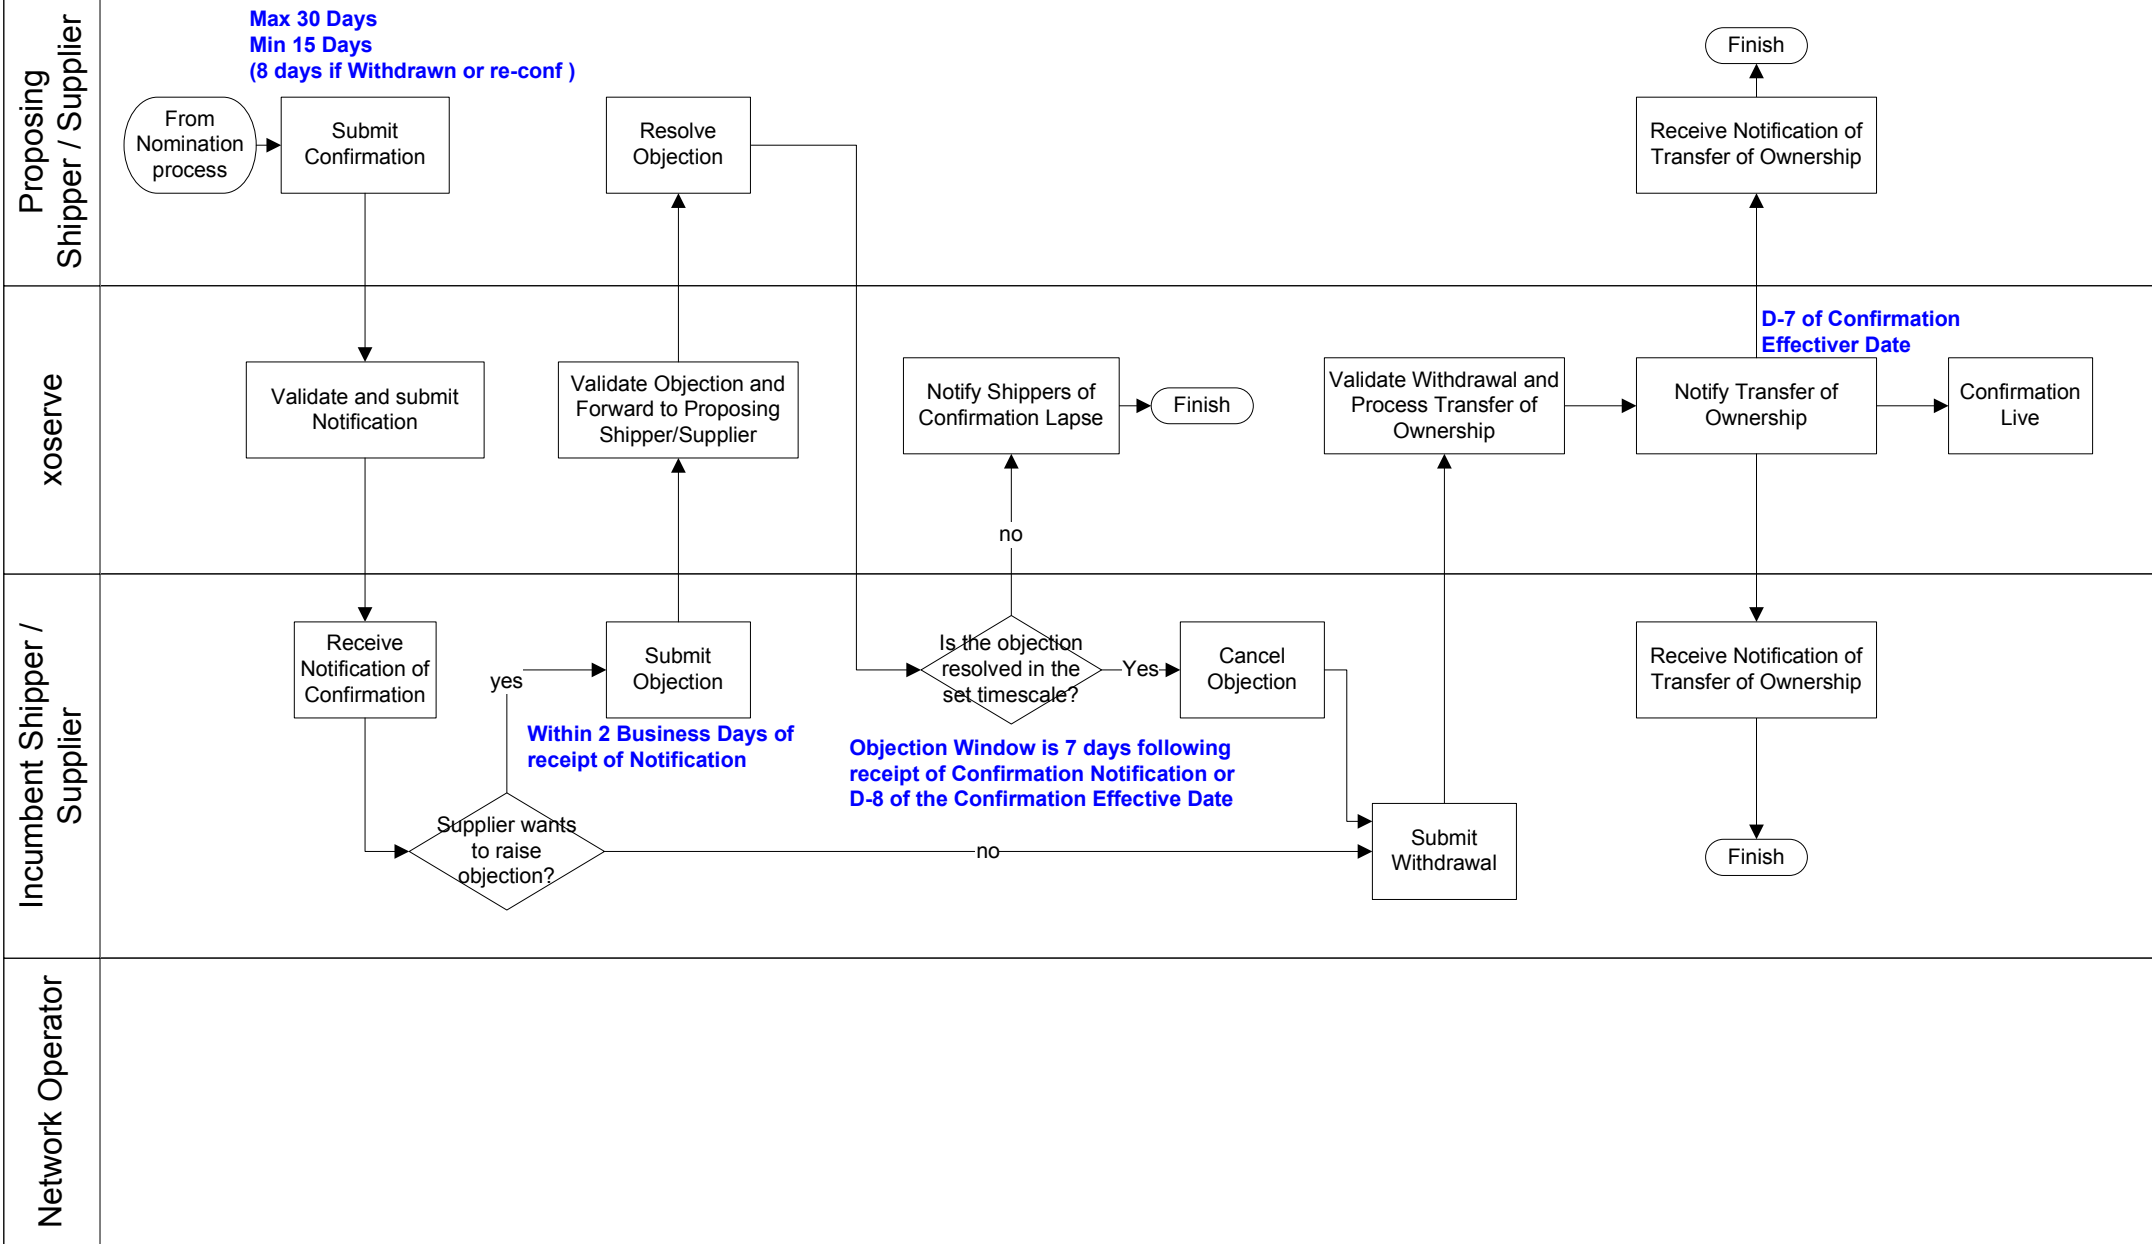 Proposing
Shipper / Supplier
Max 30 Days
Min 15 Days
(8 days if Withdrawn or re-conf )
From
Nomination
process
Submit
Confirmation
Resolve
Objection
Finish
Receive Notification of
Transfer of Ownership
xoserve
Validate and submit
Notification
Validate Objection and
Forward to Proposing
Shipper/Supplier
Notify Shippers of
Confirmation Lapse
Finish
no
Validate Withdrawal and
Process Transfer of
Ownership
D-7 of Confirmation
Effectiver Date
Notify Transfer of
Ownership
Confirmation
Live
Incumbent Shipper /
Supplier
Receive
Notification of
Confirmation
yes
Submit
Objection
Within 2 Business Days of
receipt of Notification
Supplier wants
to raise
objection?
no
Is the objection
resolved in the
set timescale?
Yes
Cancel
Objection
Objection Window is 7 days following
receipt of Confirmation Notification or
D-8 of the Confirmation Effective Date
Submit
Withdrawal
Receive Notification of
Transfer of Ownership
Finish
Network Operator